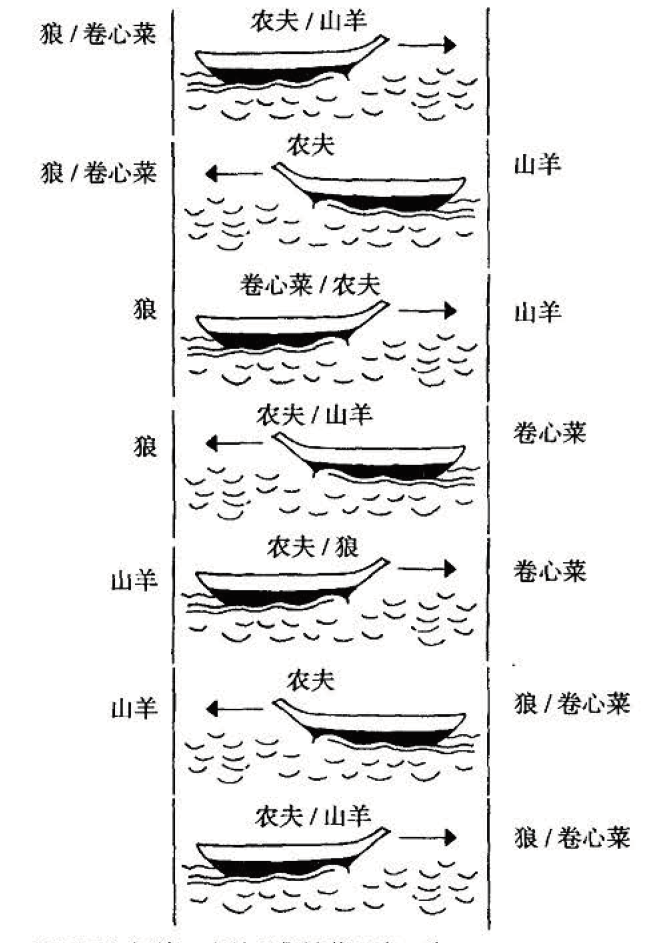 狼/卷心菜 农夫/山羊
狼/卷心菜 农夫 山羊
狼 卷心菜/农夫 山羊
狼 农夫/山羊 卷心菜
山羊 农夫/狼 卷心菜
山羊 农夫 狼/卷心菜
农夫/山羊 狼/卷心菜